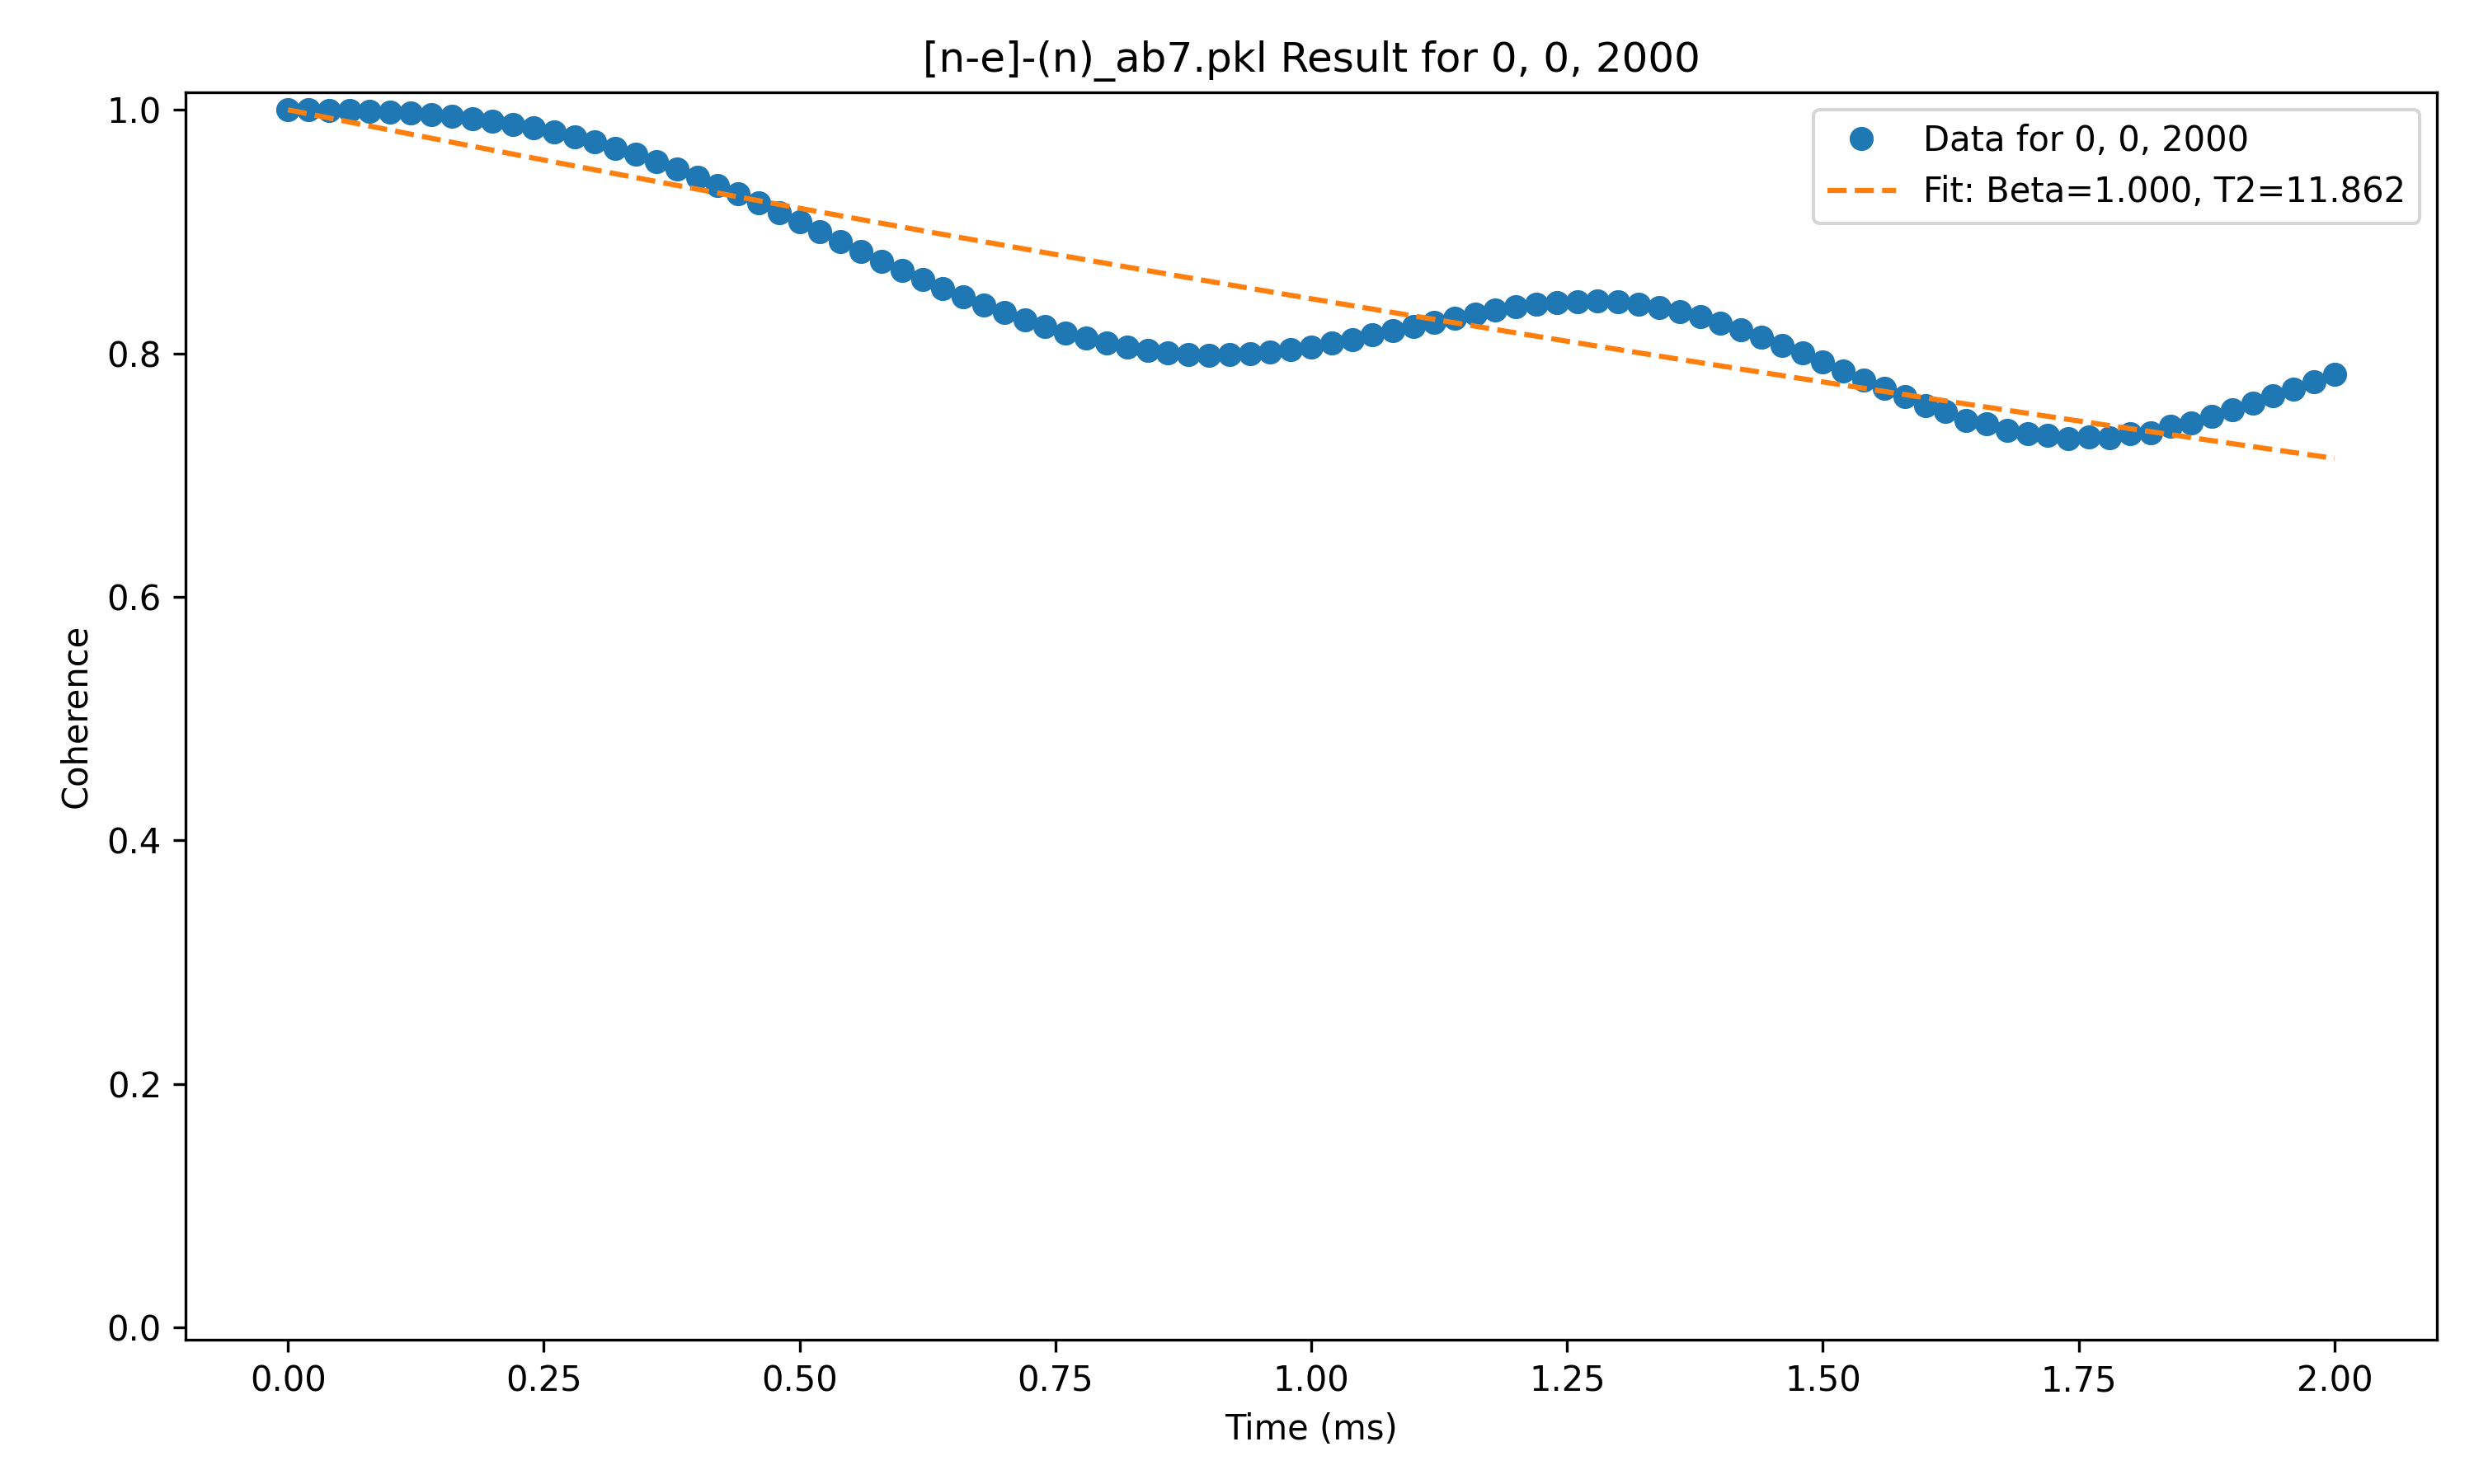 [n-e]-(n)_ab7.pkl Result for 0, 0, 2000
Data for 0, 0, 2000
Fit: Beta=1.000, T2=11.862
Coherence
1.0
0.8
0.6
0.4
0.2
0.0
0.00 0.25 0.50 0.75 1.00 1.25 1.50 1.75 2.00
Time (ms)